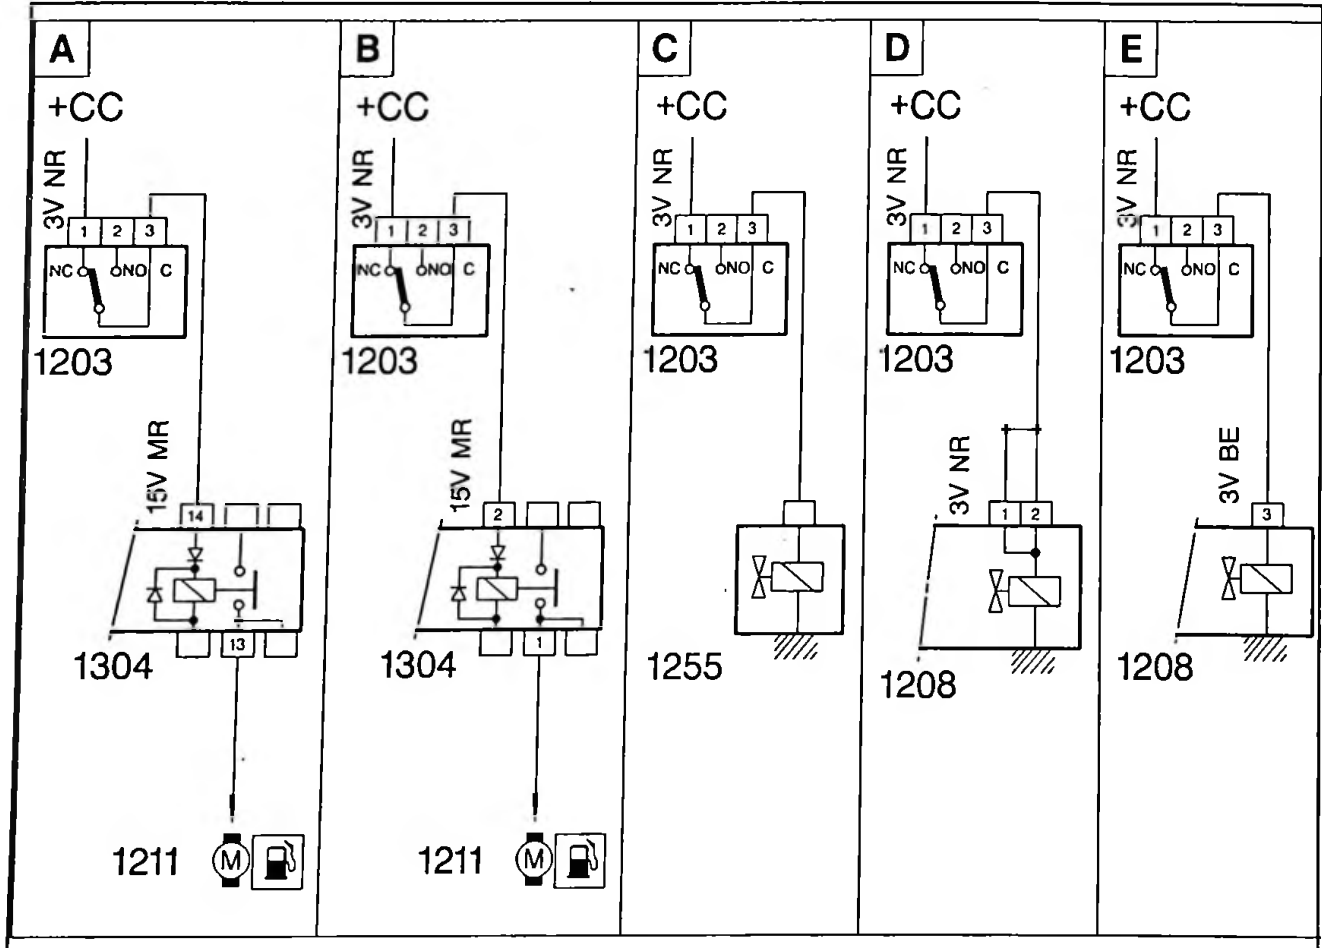 A
+CC
3V NR
1 2 3
NC NO C
1203
15V MR
14
1304
13
1211
M
B
+CC
3V NR
1 2 3
NC NO C
1203
15V MR
2
1304
1
1211
M
C
+CC
3V NR
1 2 3
NC NO C
1203
1255
D
+CC
3V NR
1 2 3
NC NO C
1203
3V NR
1 2
1208
E
+CC
3V NR
1 2 3
NC NO C
1203
3V BE
3
1208